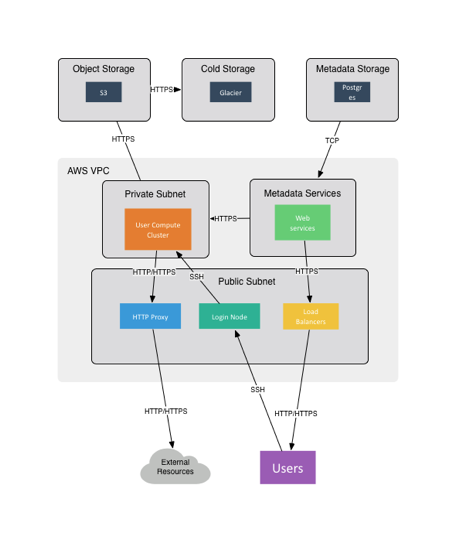 Object Storage
Cold Storage
Metadata Storage
S3
HTTPS
Glacier
Postgr
es
HTTPS
TCP
AWS VPC
Private Subnet
Metadata Services
User Compute
Cluster
HTTPS
Web
services
HTTP/HTTPS
SSH
HTTPS
Public Subnet
HTTP Proxy
Login Node
Load
Balancers
SSH
HTTP/HTTPS
HTTP/HTTPS
External
Resources
Users